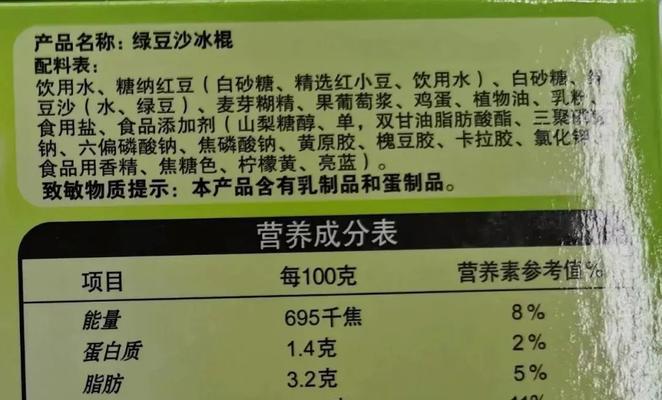 产品名称：绿豆沙冰棍
配料表：
饮用水、糖纳红豆（白砂糖、精选红小豆、饮用水）、白砂糖、
豆沙（水、绿豆）、麦芽糊精、果葡萄浆、鸡蛋、植物油、乳粉、
食用盐、食品添加剂（山梨糖醇、单，双甘油脂肪酸酯、三聚
钠、六偏磷酸钠、焦磷酸钠、黄原胶、槐豆胶、卡拉胶、氯化钾、
食品用香精、焦糖色、柠檬黄、亮蓝）。
致敏物质提示：本产品含有乳制品和蛋制品。
营养成分表
项目 每100克 营养素参考值%
能量 695千焦 8%
蛋白质 1.4克 2%
脂肪 3.2克 5%
11%